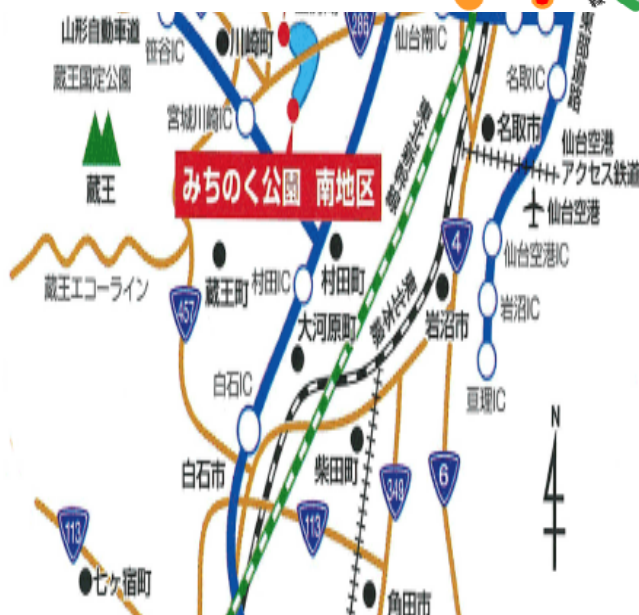 山形自動車道
笹谷IC
川崎町
286
仙台南IC
蔵王国定公園
宮城川崎IC
名取IC
名取市
蔵王
みちのく公園 南地区
仙台空港
アクセス鉄道
仙台空港
4
仙台空港IC
蔵王エコーライン
蔵王町
村田IC
村田町
東北新幹線
東北本線
457
大河原町
岩沼市
岩沼IC
白石IC
亘理IC
白石市
柴田町
349
6
N
113
113
七ヶ宿町
角田市